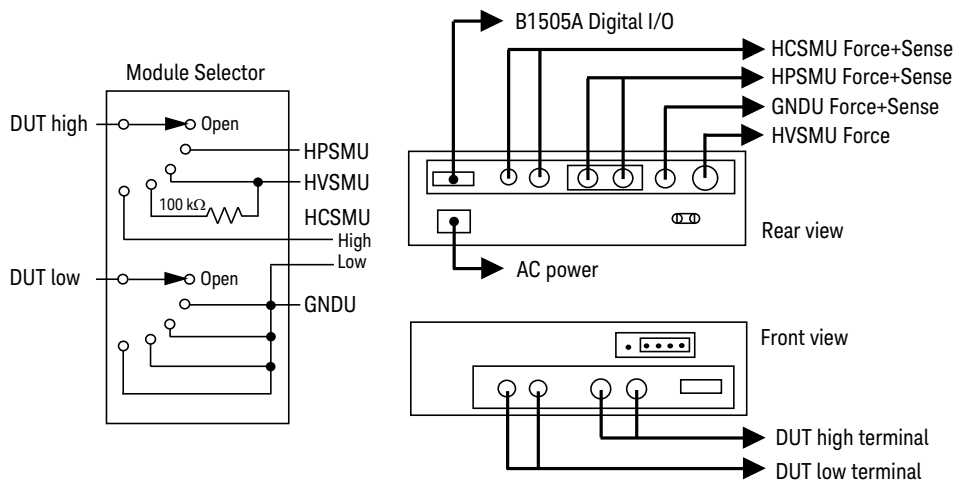 Module Selector
DUT high
Open
HPSMU
HVSMU
100 kΩ
HCSMU
High
Low
DUT low
Open
GNDU
B1505A Digital I/O
HCSMU Force+Sense
HPSMU Force+Sense
GNDU Force+Sense
HVSMU Force
Rear view
AC power
Front view
DUT high terminal
DUT low terminal